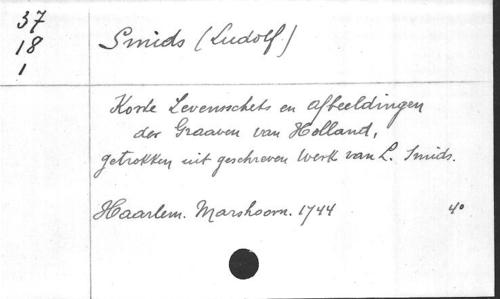 37
18
1
Smids (Ludolf.)
Korte Levensschets en afbeeldingen
der Graaven van Holland,
getrokken uit geschreven werk van L. Smids.
Haarlem. Marshoorn. 1744 4°